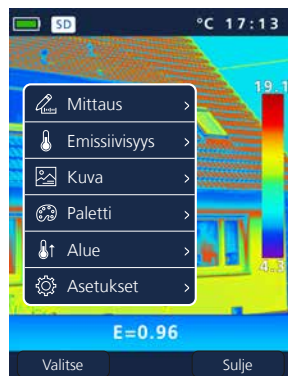 SD °C 17:13
19.1
Mittaus
Emissiivisyys
Kuva
Paletti
Alue
Asetukset
4.3
E=0.96
Valitse Sulje